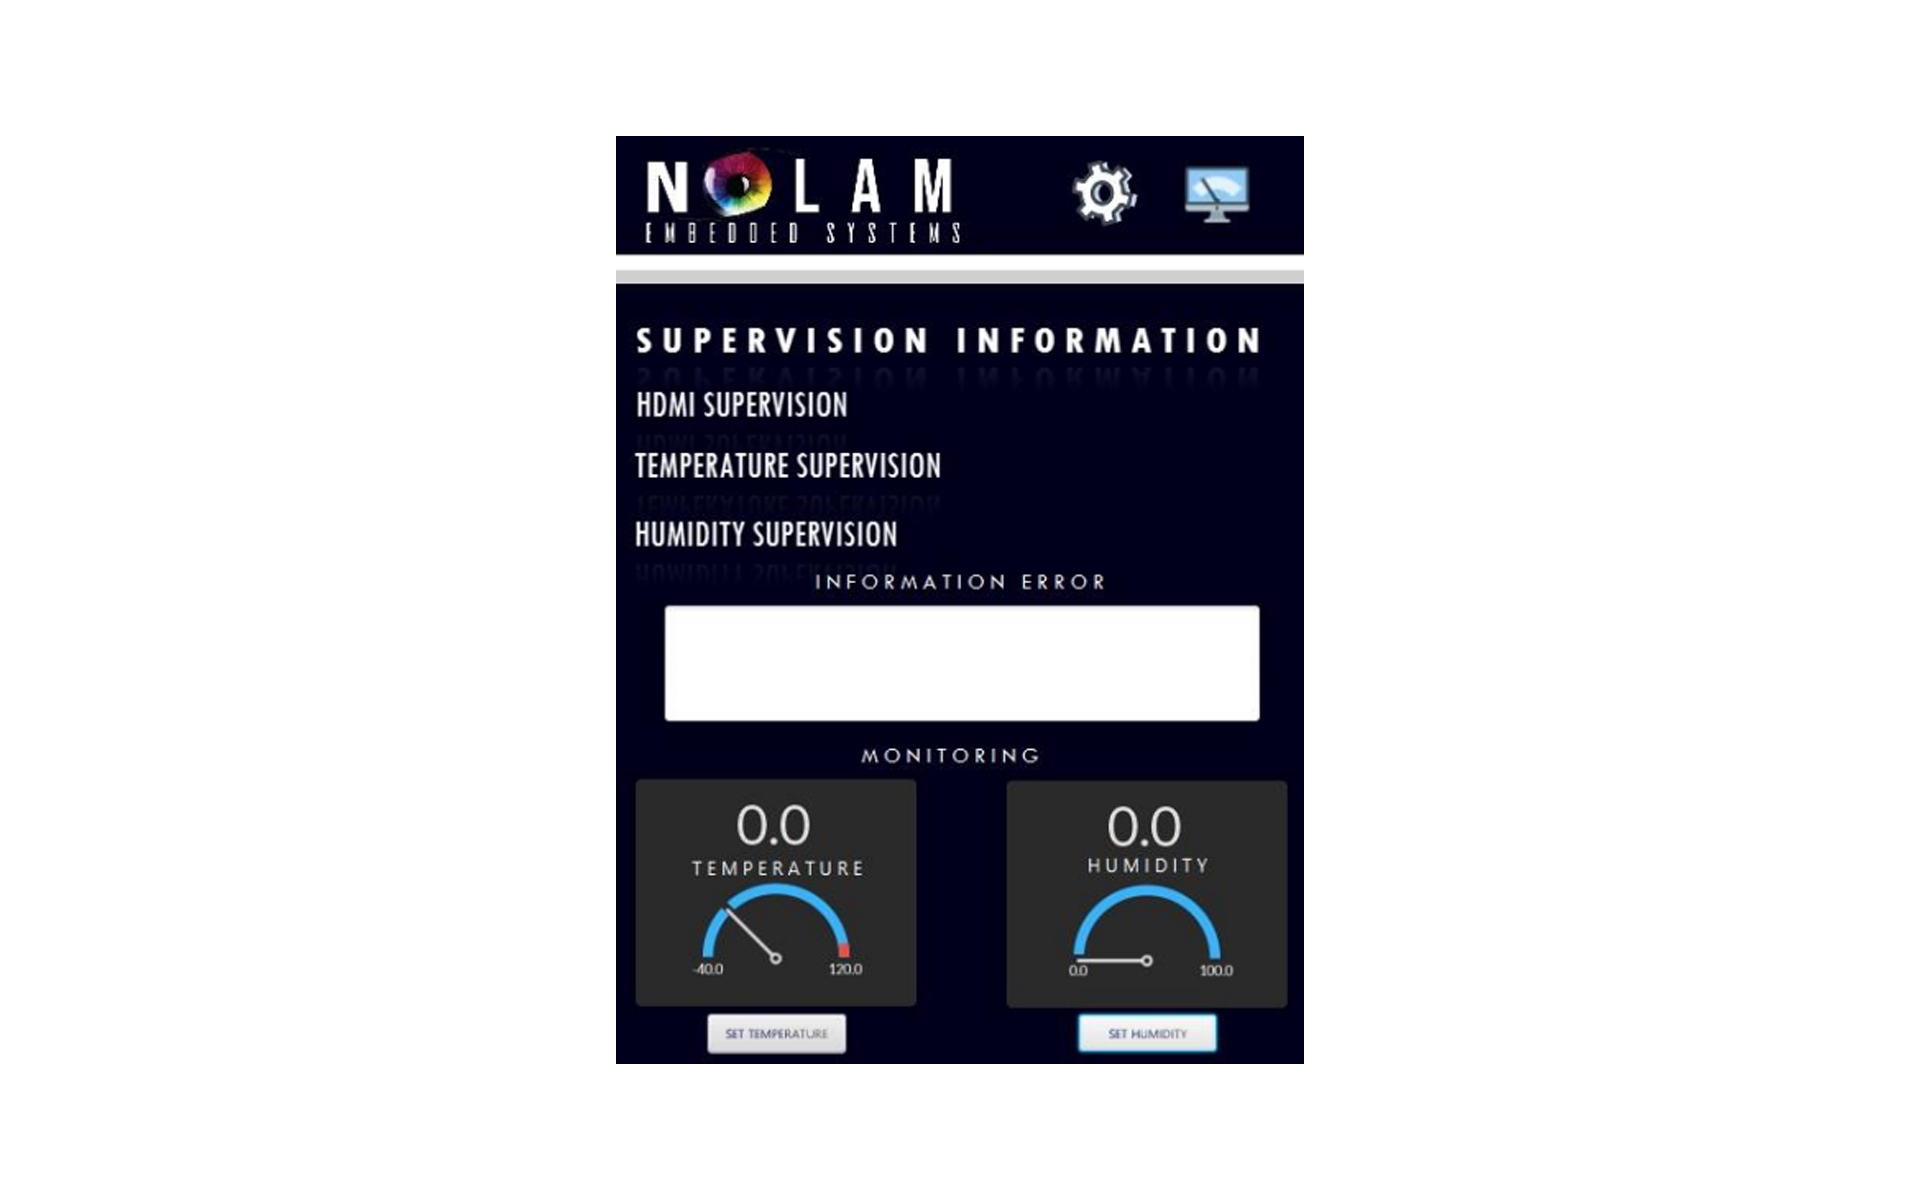 NOLAM
EMBEDDED SYSTEMS
SUPERVISION INFORMATION
HDMI SUPERVISION
TEMPERATURE SUPERVISION
HUMIDITY SUPERVISION
INFORMATION ERROR
MONITORING
0.0
TEMPERATURE
-40.0 120.0
SET TEMPERATURE
0.0
HUMIDITY
0.0 100.0
SET HUMIDITY